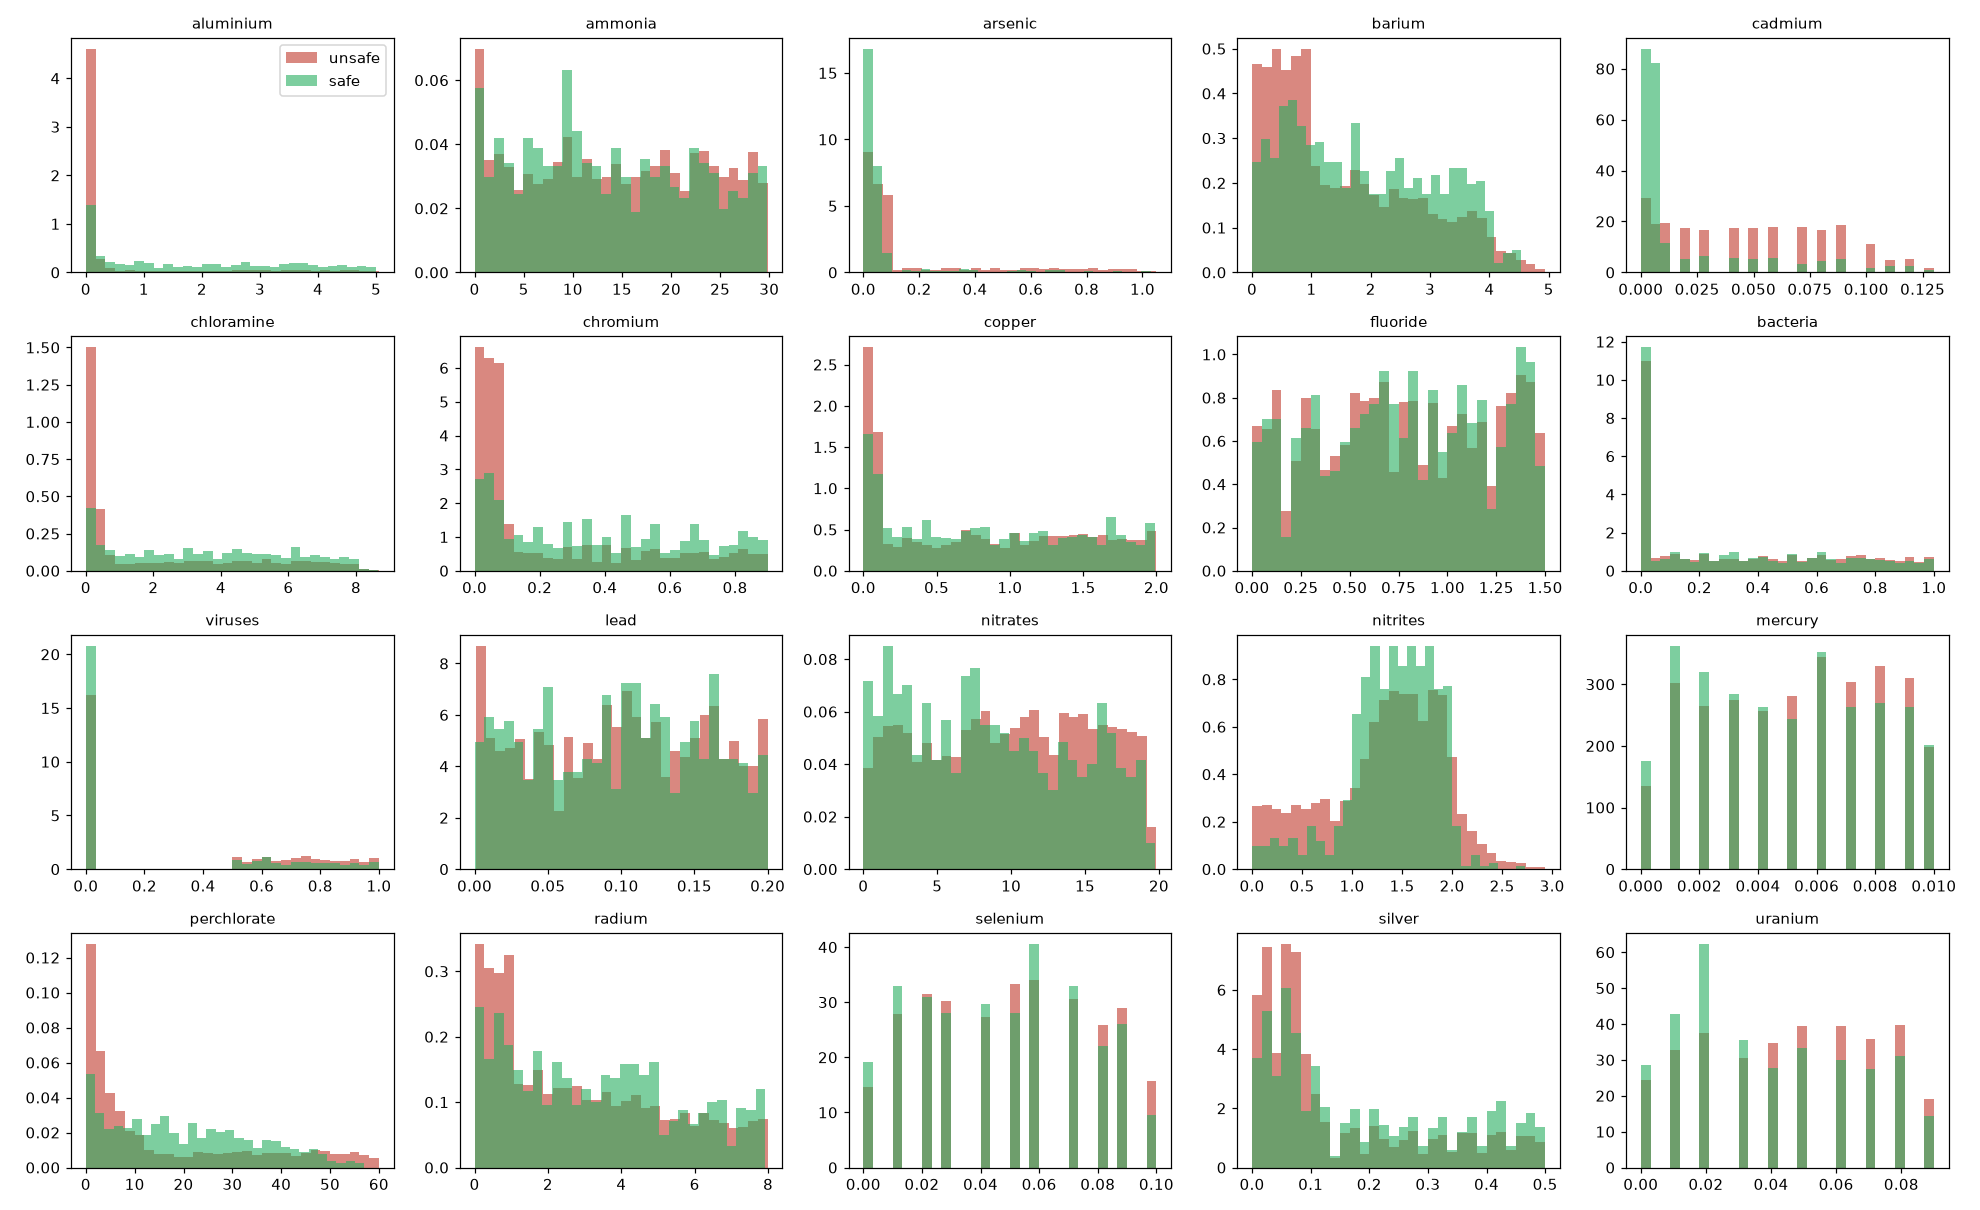 aluminium
ammonia
arsenic
barium
cadmium
unsafe
safe
4
3
2
1
0
0 1 2 3 4 5
0.06
0.04
0.02
0.00
0 5 10 15 20 25 30
15
10
5
0
0.0 0.2 0.4 0.6 0.8 1.0
0.5
0.4
0.3
0.2
0.1
0.0
0 1 2 3 4 5
80
60
40
20
0
0.000 0.025 0.050 0.075 0.100 0.125
chloramine
chromium
copper
fluoride
bacteria
1.50
1.25
1.00
0.75
0.50
0.25
0.00
0 2 4 6 8
6
5
4
3
2
1
0
0.0 0.2 0.4 0.6 0.8
2.5
2.0
1.5
1.0
0.5
0.0
0.0 0.5 1.0 1.5 2.0
1.0
0.8
0.6
0.4
0.2
0.0
0.00 0.25 0.50 0.75 1.00 1.25 1.50
12
10
8
6
4
2
0
0.0 0.2 0.4 0.6 0.8 1.0
viruses
lead
nitrates
nitrites
mercury
20
15
10
5
0
0.0 0.2 0.4 0.6 0.8 1.0
8
6
4
2
0
0.00 0.05 0.10 0.15 0.20
0.08
0.06
0.04
0.02
0.00
0 5 10 15 20
0.8
0.6
0.4
0.2
0.0
0.0 0.5 1.0 1.5 2.0 2.5 3.0
300
200
100
0
0.000 0.002 0.004 0.006 0.008 0.010
perchlorate
radium
selenium
silver
uranium
0.12
0.10
0.08
0.06
0.04
0.02
0.00
0 10 20 30 40 50 60
0.3
0.2
0.1
0.0
0 2 4 6 8
40
30
20
10
0
0.00 0.02 0.04 0.06 0.08 0.10
6
4
2
0
0.0 0.1 0.2 0.3 0.4 0.5
60
50
40
30
20
10
0
0.00 0.02 0.04 0.06 0.08